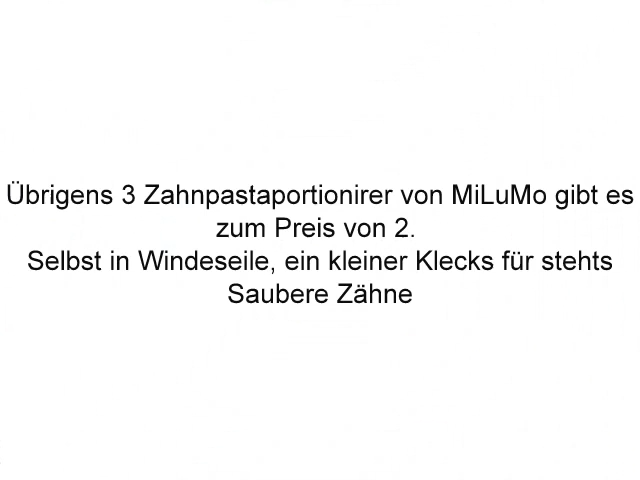 Übrigens 3 Zahnpastaportionirer von MiLuMo gibt es
zum Preis von 2.
Selbst in Windeseile, ein kleiner Klecks für stehts
Saubere Zähne